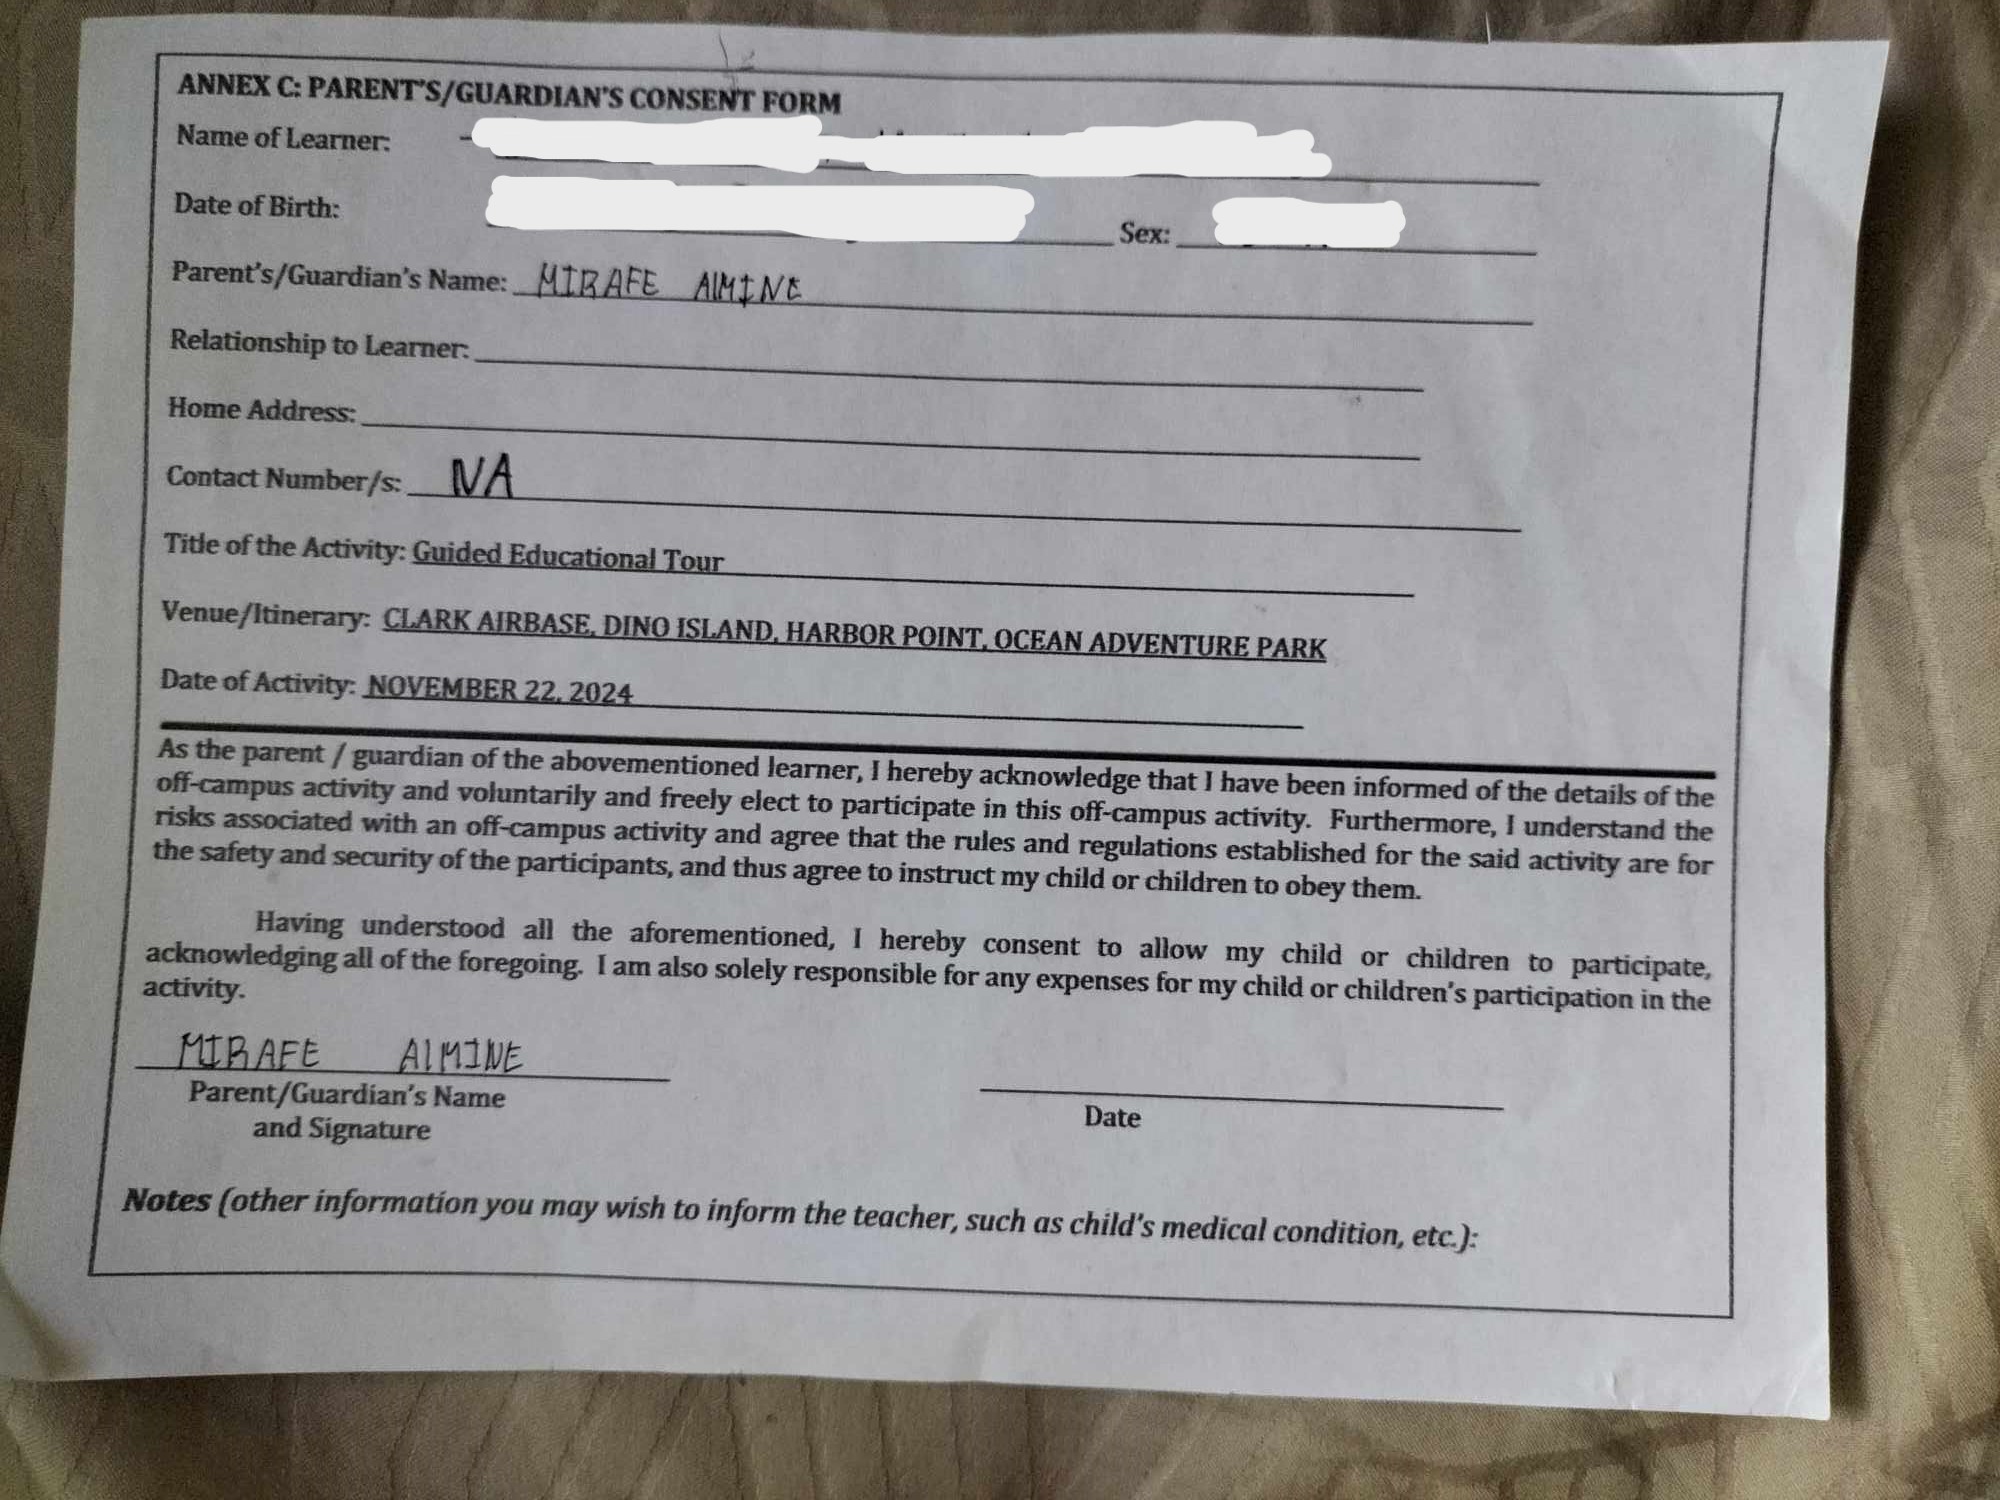 ANNEX C: PARENT'S/GUARDIAN'S CONSENT FORM
Name of Learner:
Date of Birth: Sex:
Parent's/Guardian's Name: MIRAFE AlMINE
Relationship to Learner:
Home Address:
Contact Number/s: NA
Title of the Activity: Guided Educational Tour
Venue/Itinerary: CLARK AIRBASE, DINO ISLAND, HARBOR POINT, OCEAN ADVENTURE PARK
Date of Activity: NOVEMBER 22, 2024
As the parent / guardian of the abovementioned learner, I hereby acknowledge that I have been informed of the details of the
off-campus activity and voluntarily and freely elect to participate in this off-campus activity. Furthermore, I understand the
risks associated with an off-campus activity and agree that the rules and regulations established for the said activity are for
the safety and security of the participants, and thus agree to instruct my child or children to obey them.
Having understood all the aforementioned, I hereby consent to allow my child or children to participate,
acknowledging all of the foregoing. I am also solely responsible for any expenses for my child or children's participation in the
activity.
MIRAFE AlMINE
Parent/Guardian's Name
and Signature
Date
Notes (other information you may wish to inform the teacher, such as child's medical condition, etc.):